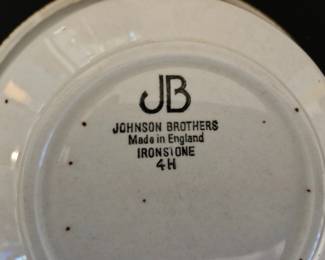 JB
JOHNSON BROTHERS
Made in England
IRONSTONE
4H